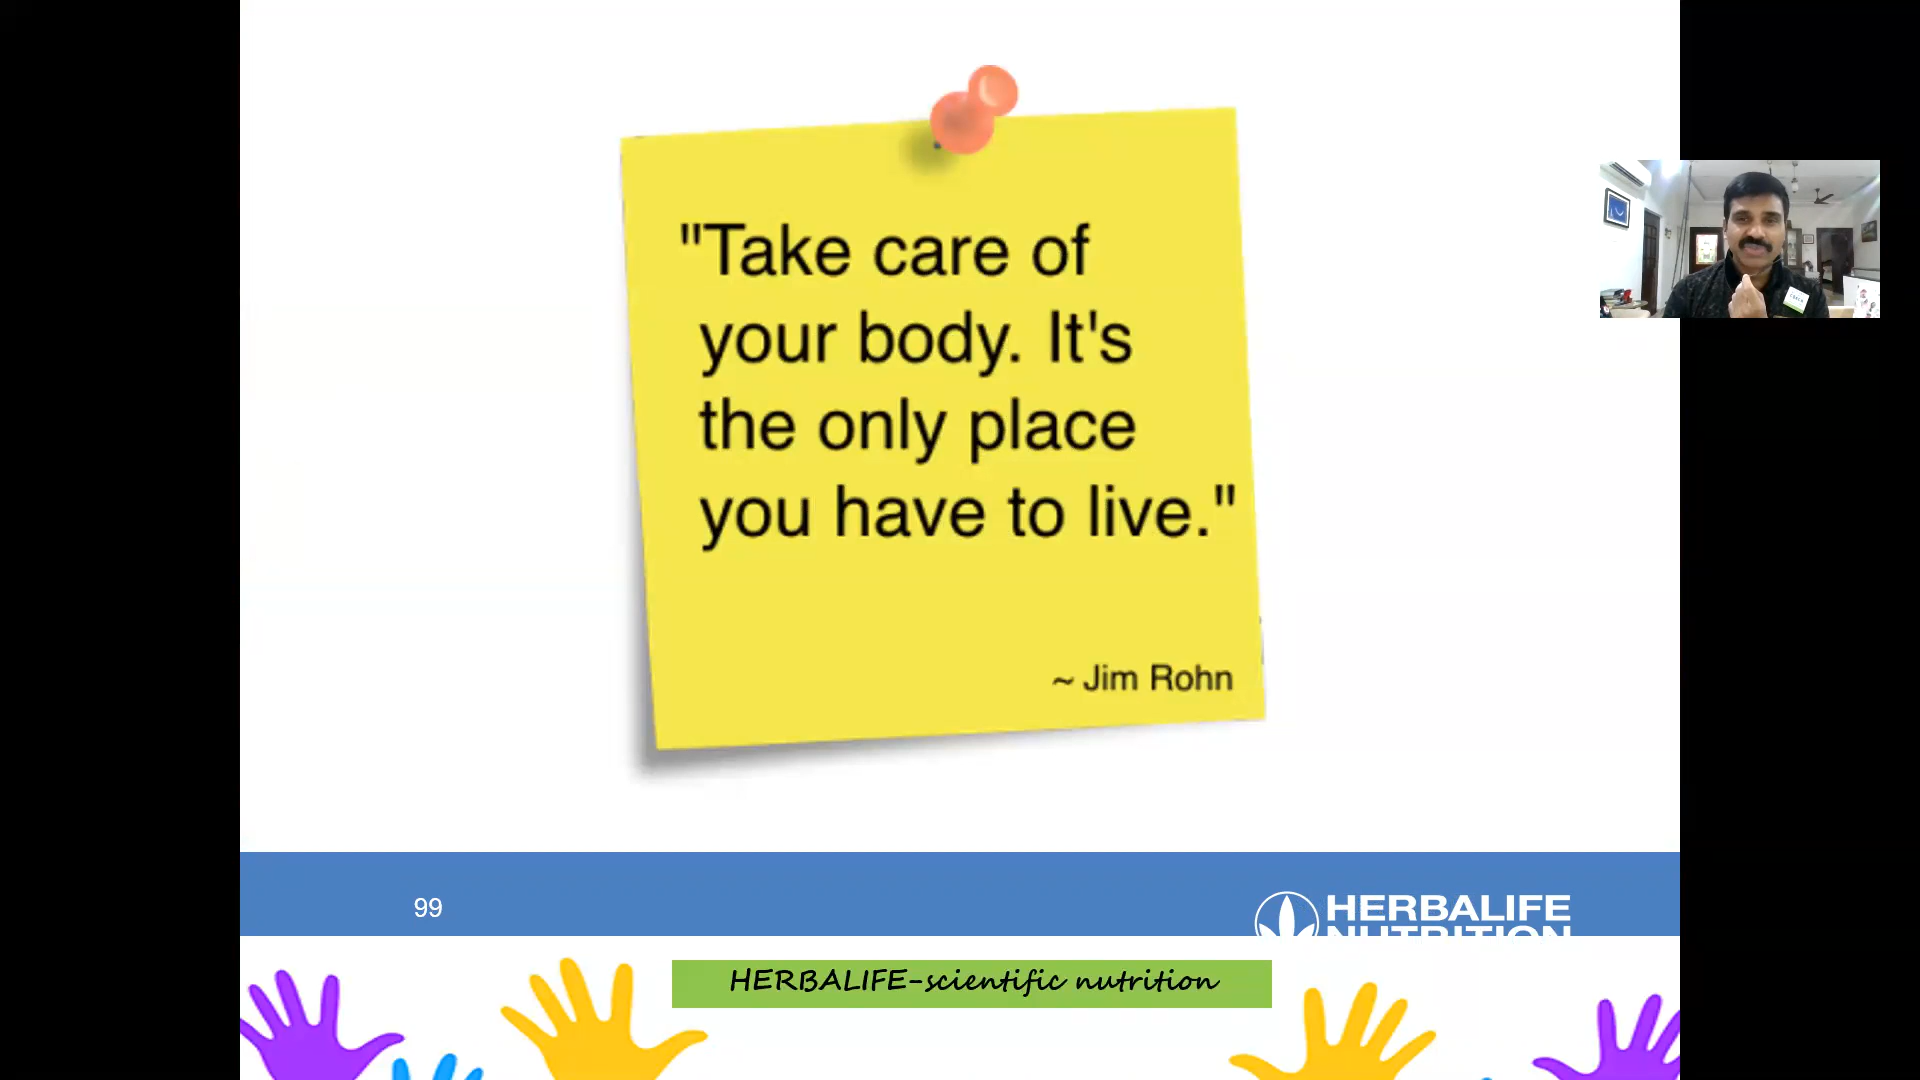 "Take care of
your body. It's
the only place
you have to live."
~ Jim Rohn
99
HERBALIFE
NUTRITION
HERBALIFE-scientific nutrition